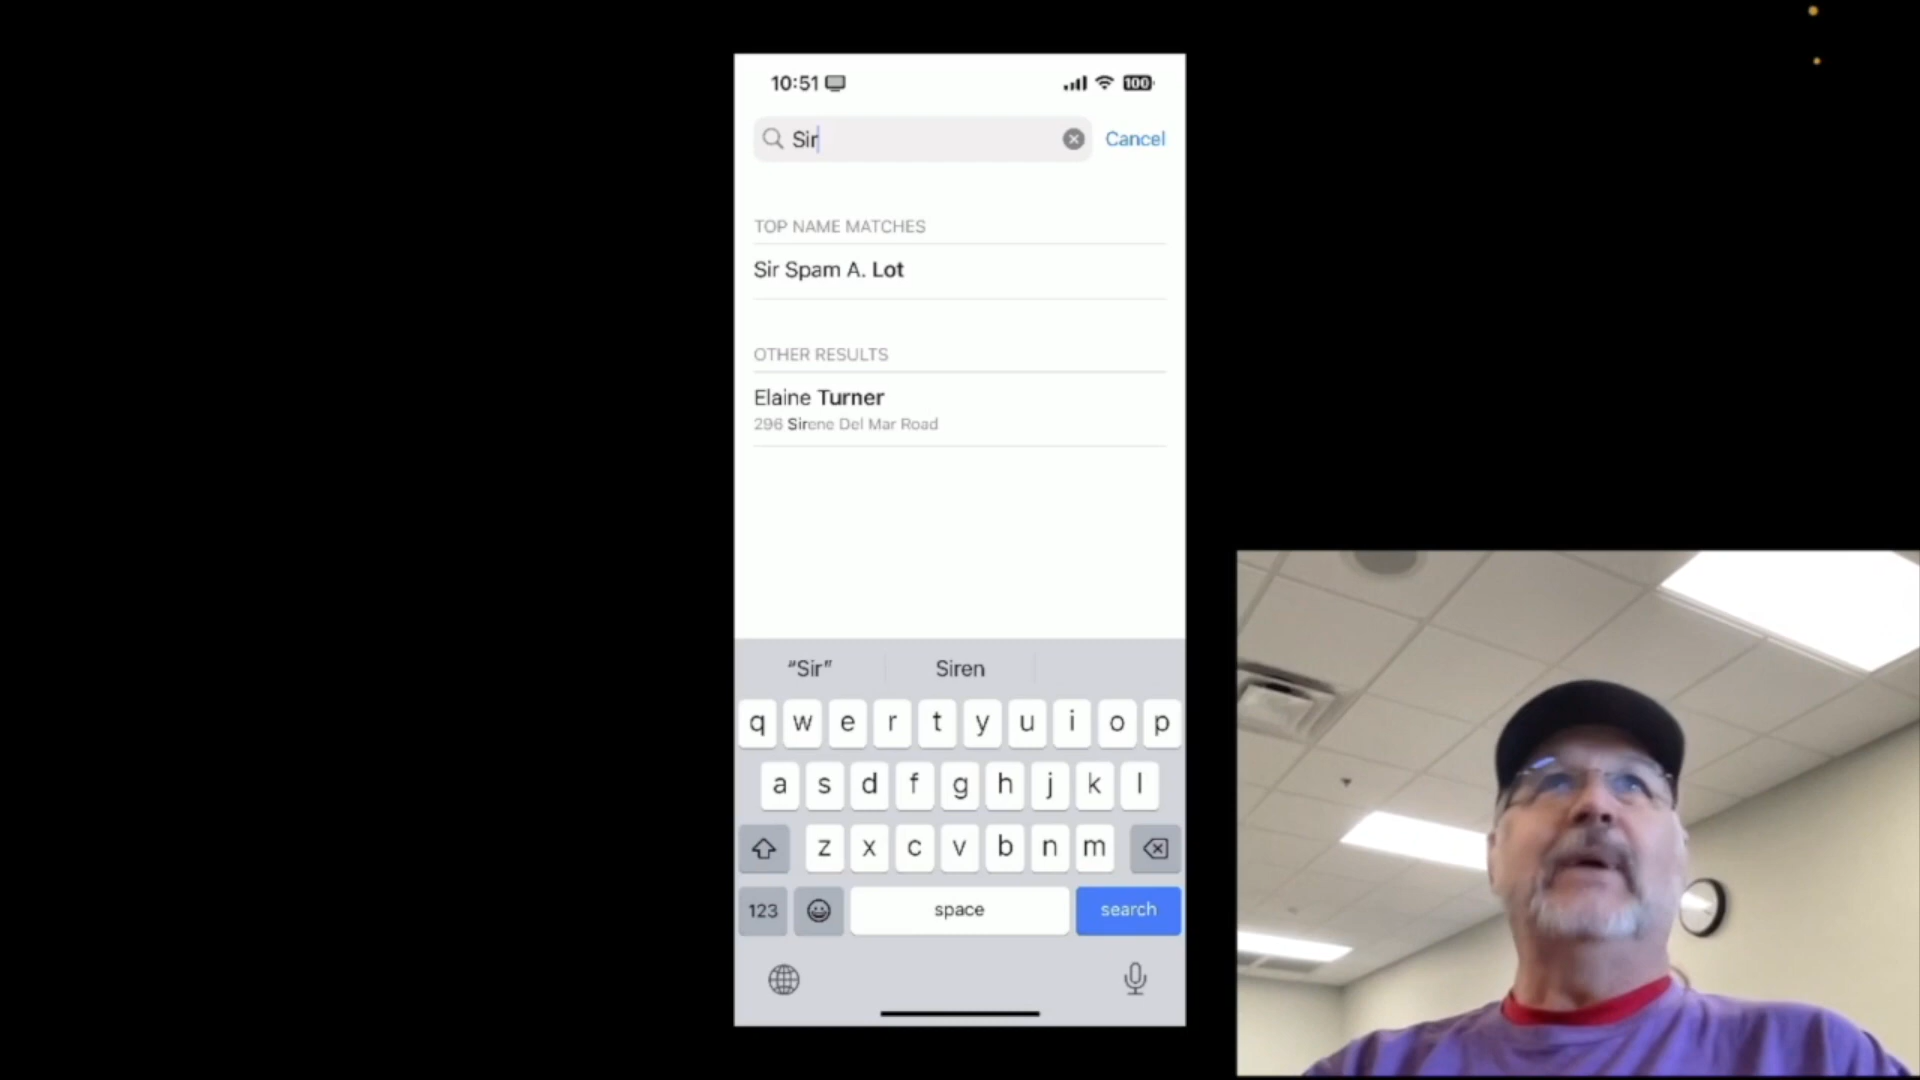 10:51 100
Sir Cancel
TOP NAME MATCHES
Sir Spam A. Lot
OTHER RESULTS
Elaine Turner
296 Sirene Del Mar Road
“Sir” Siren
q w e r t y u i o p
a s d f g h j k l
z x c v b n m
123 space search